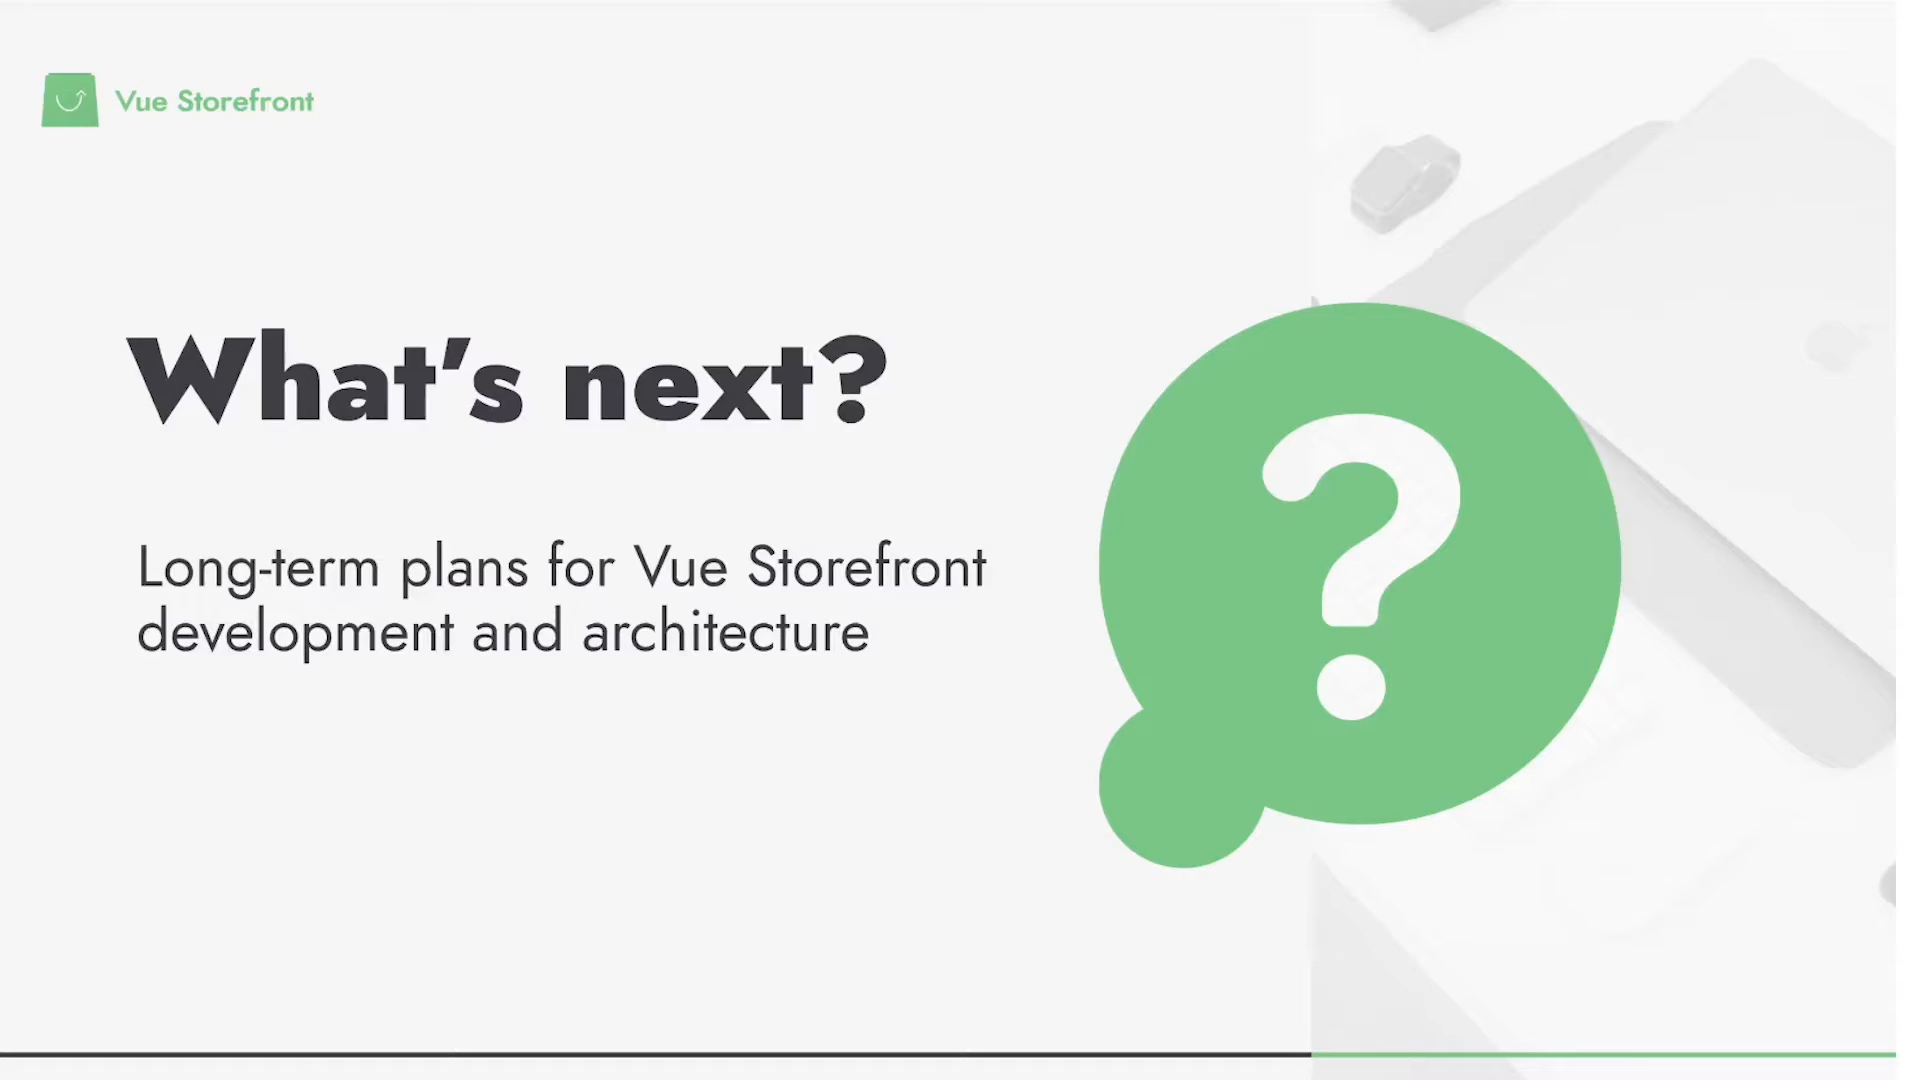 Vue Storefront
What's next?
Long-term plans for Vue Storefront
development and architecture
?